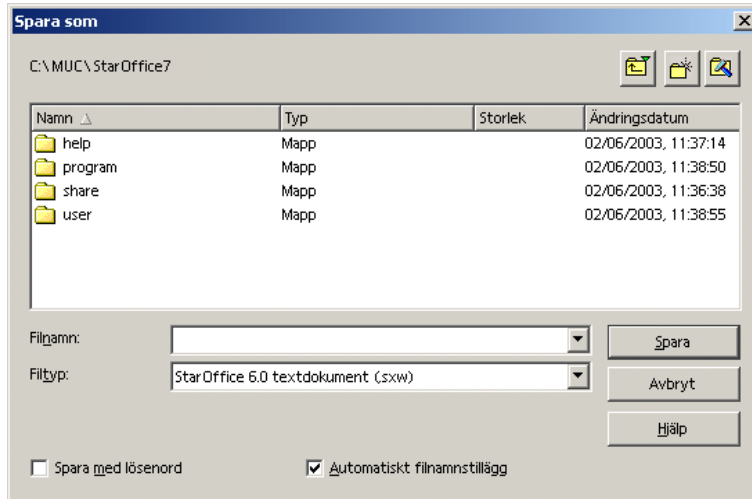 Spara som
C:\MUC\StarOffice7
Namn Typ Storlek Ändringsdatum
help Mapp 02/06/2003, 11:37:14
program Mapp 02/06/2003, 11:38:50
share Mapp 02/06/2003, 11:36:38
user Mapp 02/06/2003, 11:38:55
Filnamn: Spara
Filtyp: StarOffice 6.0 textdokument (.sxw) Avbryt
Hjälp
Spara med lösenord Automatiskt filnamnstillägg